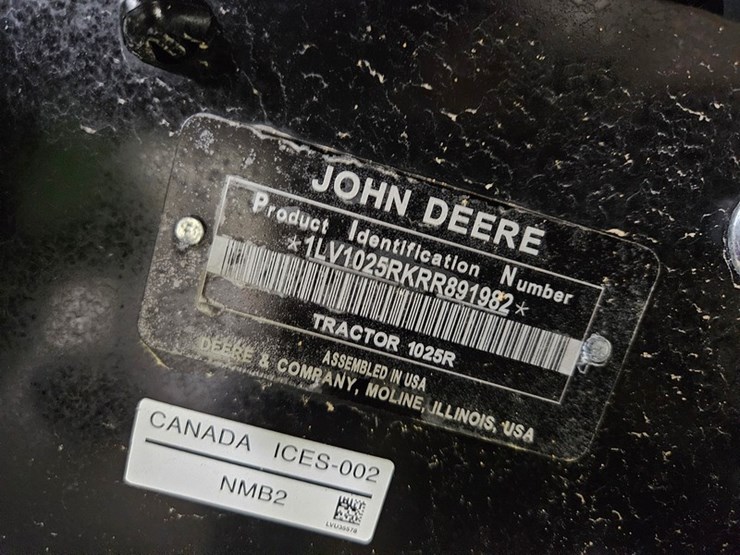 JOHN DEERE
Product Identification Number
*1LV1025RKRR891982*
TRACTOR 1025R
ASSEMBLED IN USA
DEERE & COMPANY, MOLINE, ILLINOIS, USA
CANADA ICES-002
NMB2